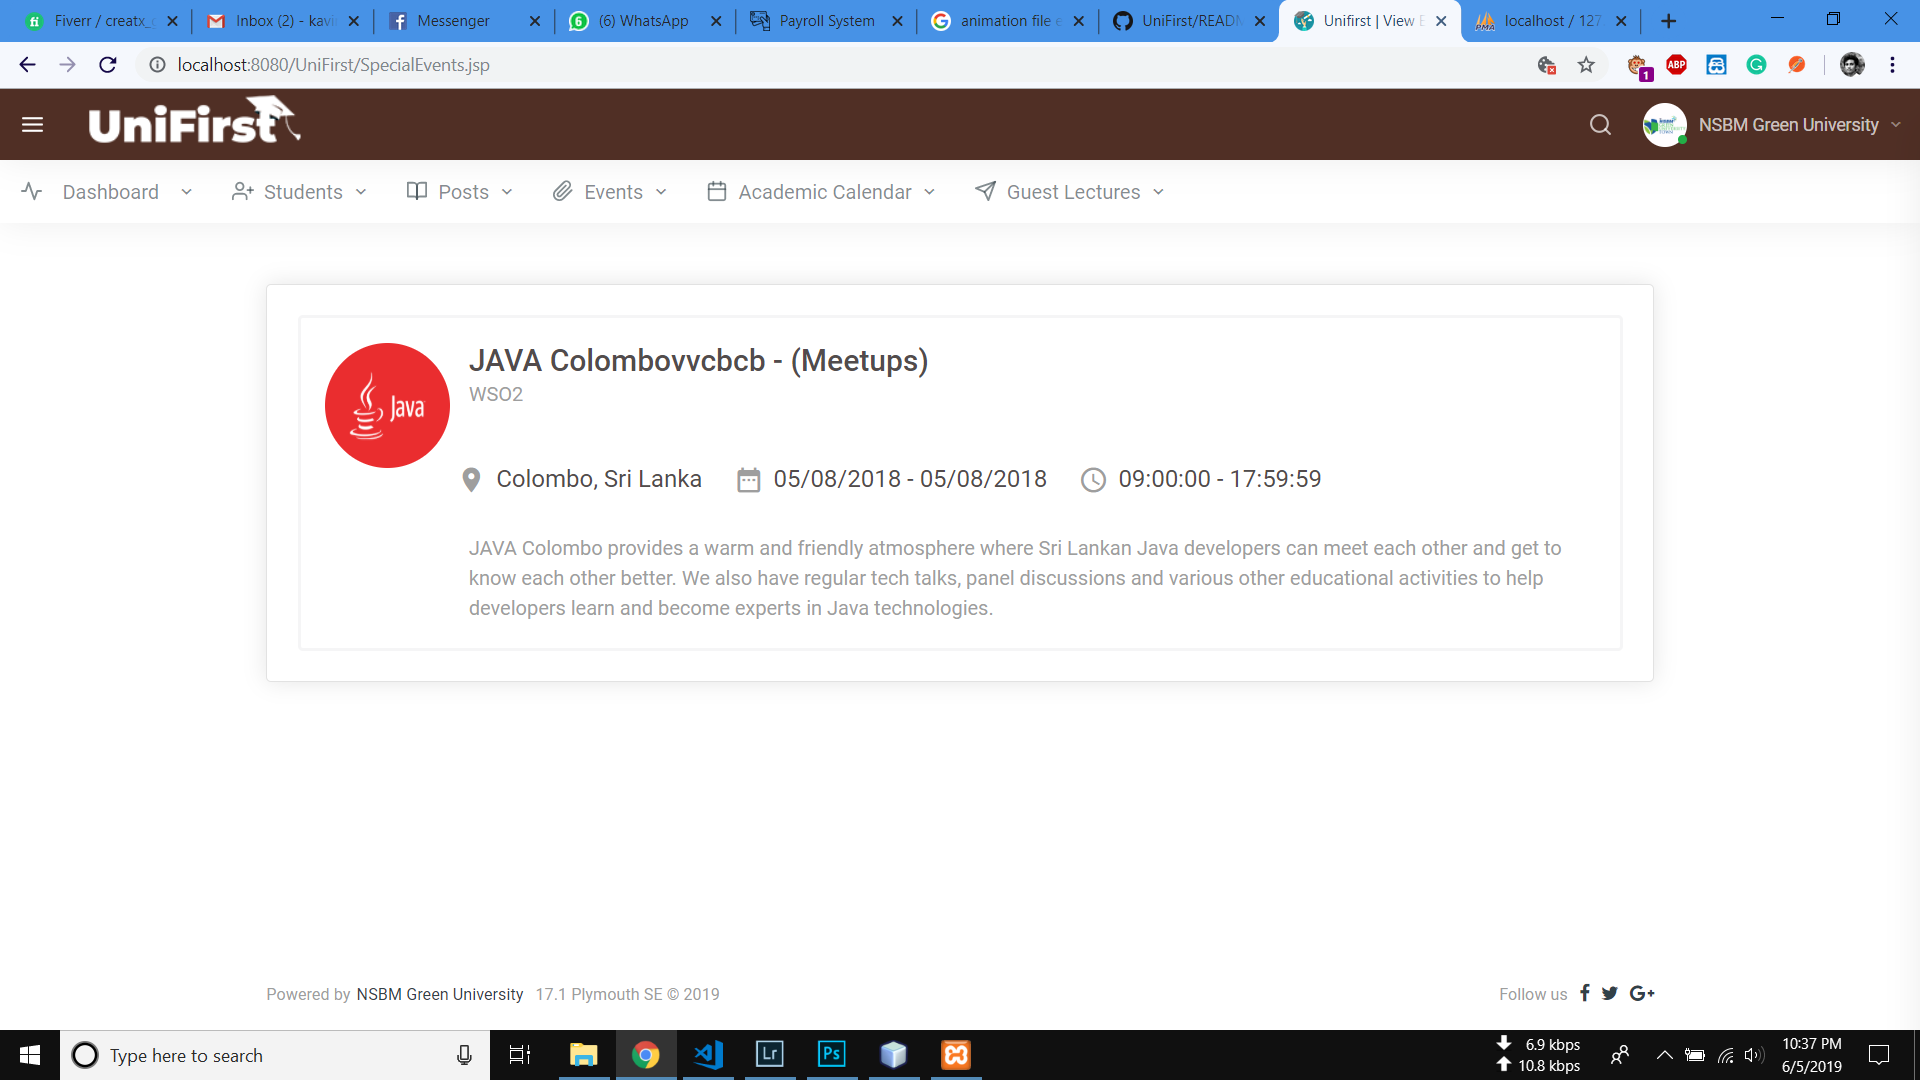 Fiverr / creatx_
Inbox (2) - kavi
Messenger
(6) WhatsApp
Payroll System
animation file e
UniFirst/READ
Unifirst | View E
localhost / 127
localhost:8080/UniFirst/SpecialEvents.jsp
1
ABP
UniFirst
NSBM Green University
Dashboard
Students
Posts
Events
Academic Calendar
Guest Lectures
Java
JAVA Colombovvcbcb - (Meetups)
WSO2
Colombo, Sri Lanka
05/08/2018 - 05/08/2018
09:00:00 - 17:59:59
JAVA Colombo provides a warm and friendly atmosphere where Sri Lankan Java developers can meet each other and get to
know each other better. We also have regular tech talks, panel discussions and various other educational activities to help
developers learn and become experts in Java technologies.
Powered by NSBM Green University 17.1 Plymouth SE © 2019
Follow us
Type here to search
Lr
Ps
6.9 kbps
10.8 kbps
10:37 PM
6/5/2019